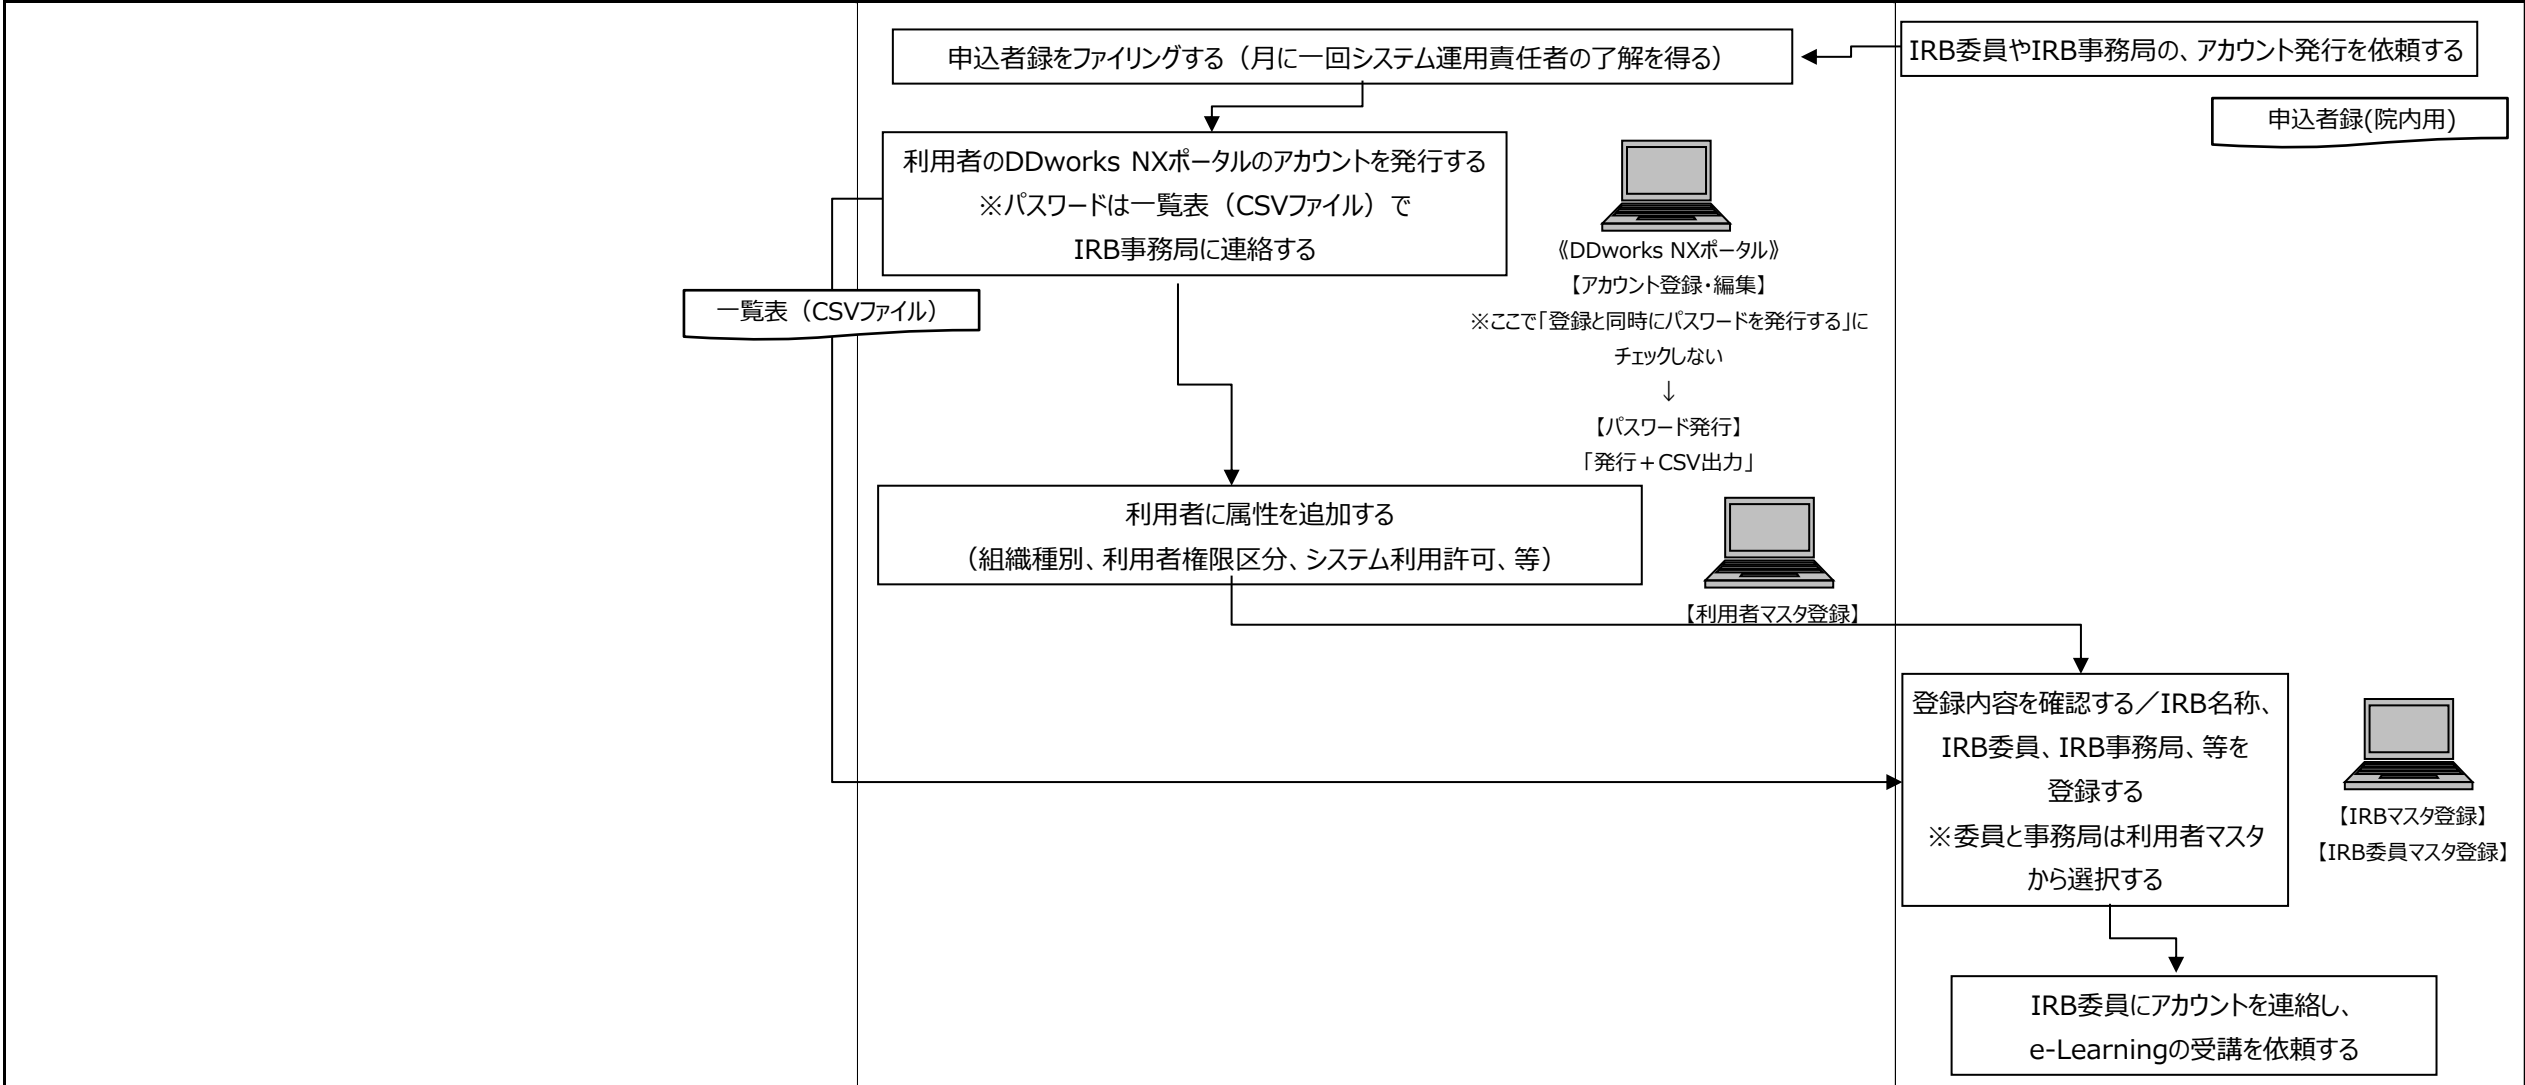 申込者録をファイリングする（月に一回システム運用責任者の了解を得る）
IRB委員やIRB事務局の、アカウント発行を依頼する
申込者録(院内用)
利用者のDDworks NXポータルのアカウントを発行する
※パスワードは一覧表（CSVファイル）で
IRB事務局に連絡する
《DDworks NXポータル》
【アカウント登録・編集】
※ここで「登録と同時にパスワードを発行する」に
チェックしない
↓
【パスワード発行】
「発行＋CSV出力」
一覧表（CSVファイル）
利用者に属性を追加する
（組織種別、利用者権限区分、システム利用許可、等）
【利用者マスタ登録】
登録内容を確認する／IRB名称、
IRB委員、IRB事務局、等を
登録する
※委員と事務局は利用者マスタ
から選択する
【IRBマスタ登録】
【IRB委員マスタ登録】
IRB委員にアカウントを連絡し、
e-Learningの受講を依頼する